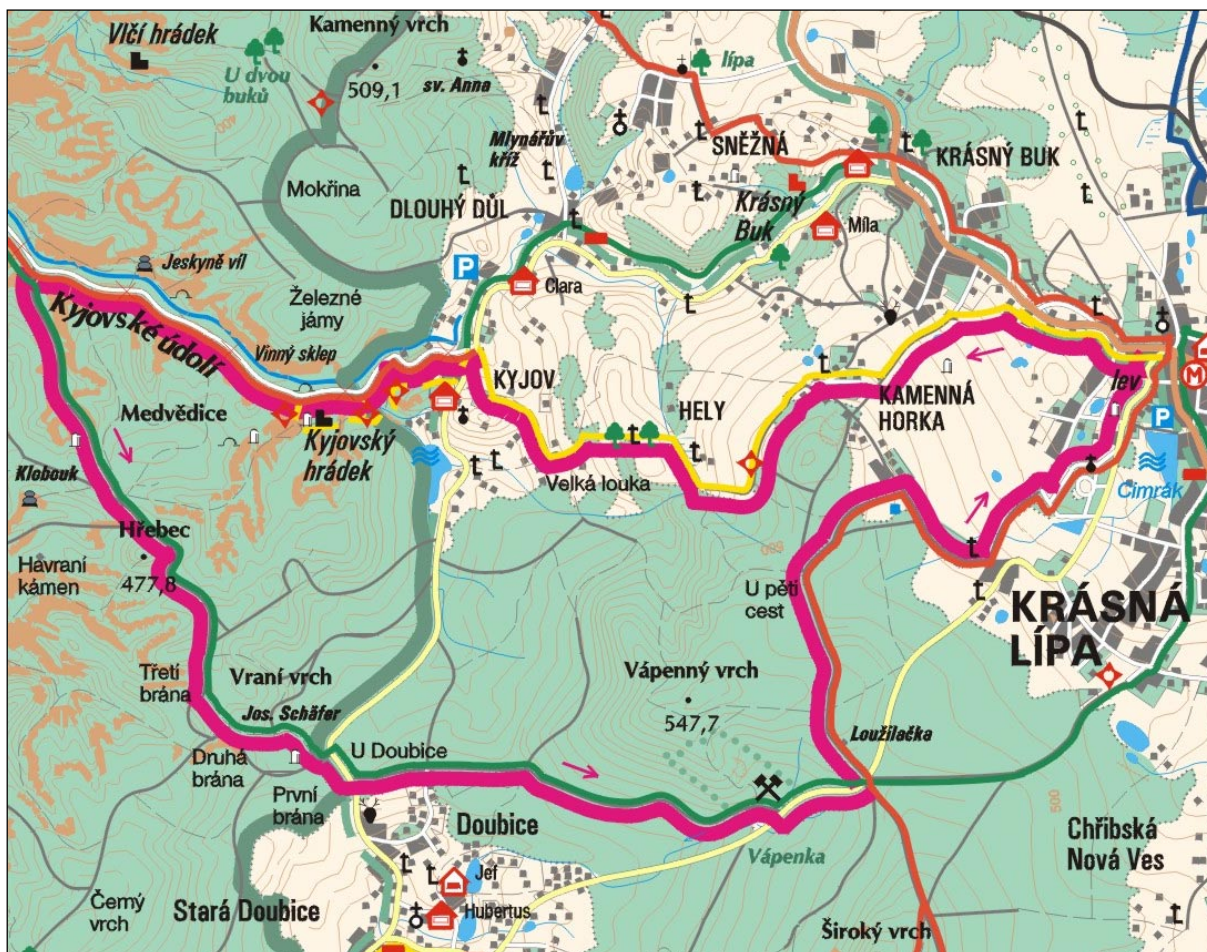 Vlčí hrádek
Kamenný vrch
U dvou
buků
509,1
sv. Anna
lípa
400
Mlynářův
kříž
SNĚŽNÁ
KRÁSNÝ BUK
Mokřina
DLOUHÝ DŮL
Krásný
Buk
Míla
P
Jeskyně víl
Clara
Železné
jámy
Kyjovské údolí
Vinný sklep
KYJOV
lev
M
Medvědice
HELY
KAMENNÁ
HORKA
P
Kyjovský
hrádek
Klobouk
Velká louka
Cimrák
Hřebec
500
Havraní
kámen
477,8
U pěti
cest
KRÁSNÁ
LÍPA
Třetí
brána
Vraní vrch
Vápenný vrch
Jos. Schäfer
547,7
Loužilačka
Druhá
brána
U Doubice
První
brána
500
Doubice
Chřibská
Nová Ves
Vápenka
Jef
Černý
vrch
Stará Doubice
Hubertus
Široký vrch